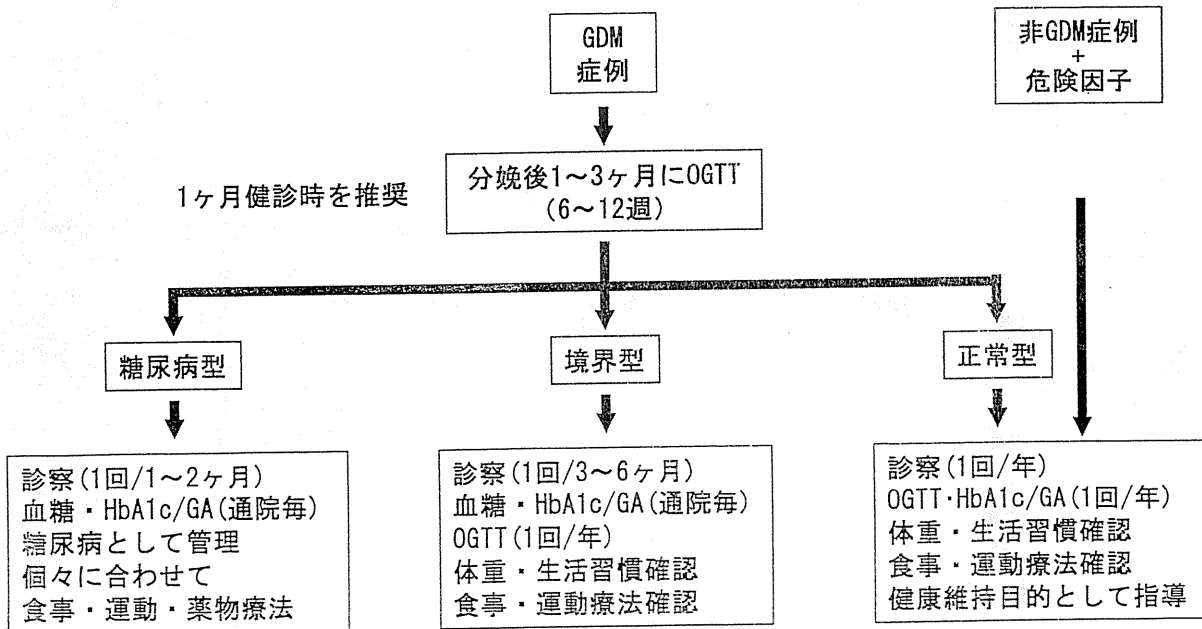 GDM
症例
非GDM症例
+
危険因子
1ヶ月健診時を推奨
分娩後1〜3ヶ月にOGTT
(6〜12週)
糖尿病型
境界型
正常型
診察(1回/1〜2ヶ月)
血糖・HbA1c/GA(通院毎)
糖尿病として管理
個々に合わせて
食事・運動・薬物療法
診察(1回/3〜6ヶ月)
血糖・HbA1c/GA(通院毎)
OGTT(1回/年)
体重・生活習慣確認
食事・運動療法確認
診察(1回/年)
OGTT・HbA1c/GA(1回/年)
体重・生活習慣確認
食事・運動療法確認
健康維持目的として指導